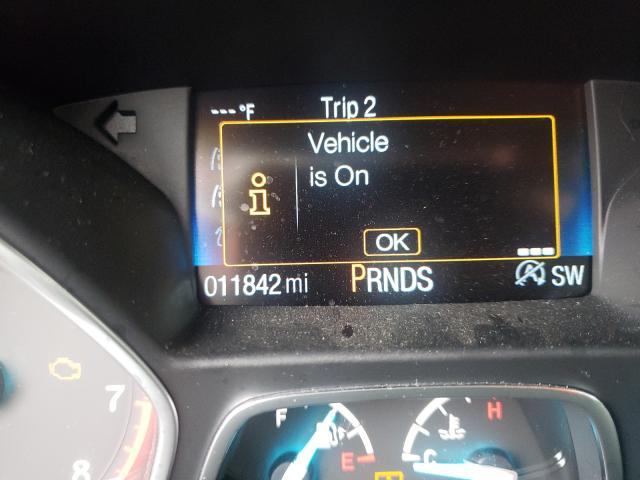 ---°F Trip 2
Vehicle
is On
OK
011842 mi PRNDS SW
7
8
F E
H C